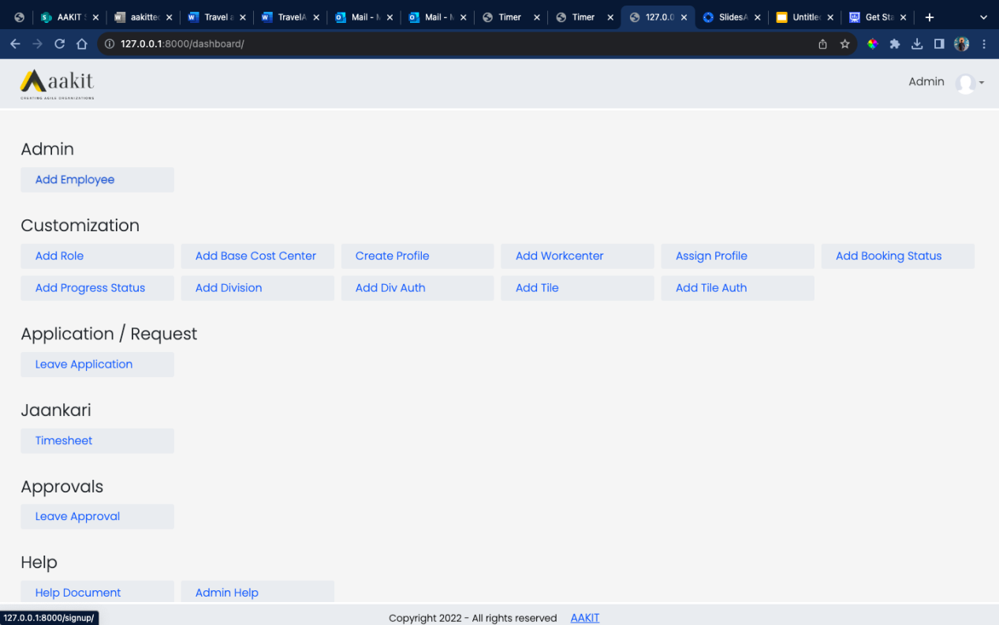 AAKIT S
aakittec
Travel a
TravelA
Mail - M
Mail - M
Timer
Timer
127.0.0
SlidesA
Untitled
Get Sta
127.0.0.1:8000/dashboard/
aakit
CREATING AGILE ORGANIZATIONS
Admin
Admin
Add Employee
Customization
Add Role
Add Base Cost Center
Create Profile
Add Workcenter
Assign Profile
Add Booking Status
Add Progress Status
Add Division
Add Div Auth
Add Tile
Add Tile Auth
Application / Request
Leave Application
Jaankari
Timesheet
Approvals
Leave Approval
Help
Help Document
Admin Help
127.0.0.1:8000/signup/
Copyright 2022 - All rights reserved AAKIT